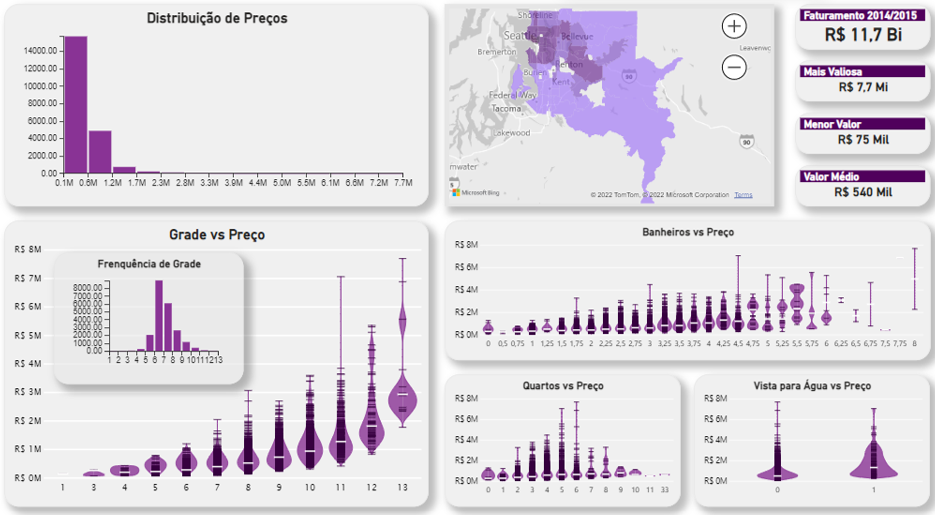 Distribuição de Preços
14000.00
12000.00
10000.00
8000.00
6000.00
4000.00
2000.00
0.00
0.1M 0.6M 1.2M 1.7M 2.3M 2.8M 3.3M 3.9M 4.4M 5.0M 5.5M 6.1M 6.6M 7.2M 7.7M
Shoreline
Seattle
Bellevue
Bremerton
Leavenwo
Renton
Burien
Kent
90
Federal Way
Tacoma
Lakewood
90
mwater
5
Microsoft Bing
© 2022 TomTom, © 2022 Microsoft Corporation Terms
Faturamento 2014/2015
R$ 11,7 Bi
Mais Valiosa
R$ 7,7 Mi
Menor Valor
R$ 75 Mil
Valor Médio
R$ 540 Mil
Grade vs Preço
R$ 8M
R$ 7M
R$ 6M
R$ 5M
R$ 4M
R$ 3M
R$ 2M
R$ 1M
R$ 0M
1 3 4 5 6 7 8 9 10 11 12 13
Frenquência de Grade
8000.00
7000.00
6000.00
5000.00
4000.00
3000.00
2000.00
1000.00
0.00
1 2 3 4 5 6 7 8 9 10 11 12 13
Banheiros vs Preço
R$ 8M
R$ 6M
R$ 4M
R$ 2M
R$ 0M
0 0,5 0,75 1 1,25 1,5 1,75 2 2,25 2,5 2,75 3 3,25 3,5 3,75 4 4,25 4,5 4,75 5 5,25 5,5 5,75 6 6,25 6,5 6,75 7,5 7,75 8
Quartos vs Preço
R$ 8M
R$ 6M
R$ 4M
R$ 2M
R$ 0M
0 1 2 3 4 5 6 7 8 9 10 11 33
Vista para Água vs Preço
R$ 8M
R$ 6M
R$ 4M
R$ 2M
R$ 0M
0 1